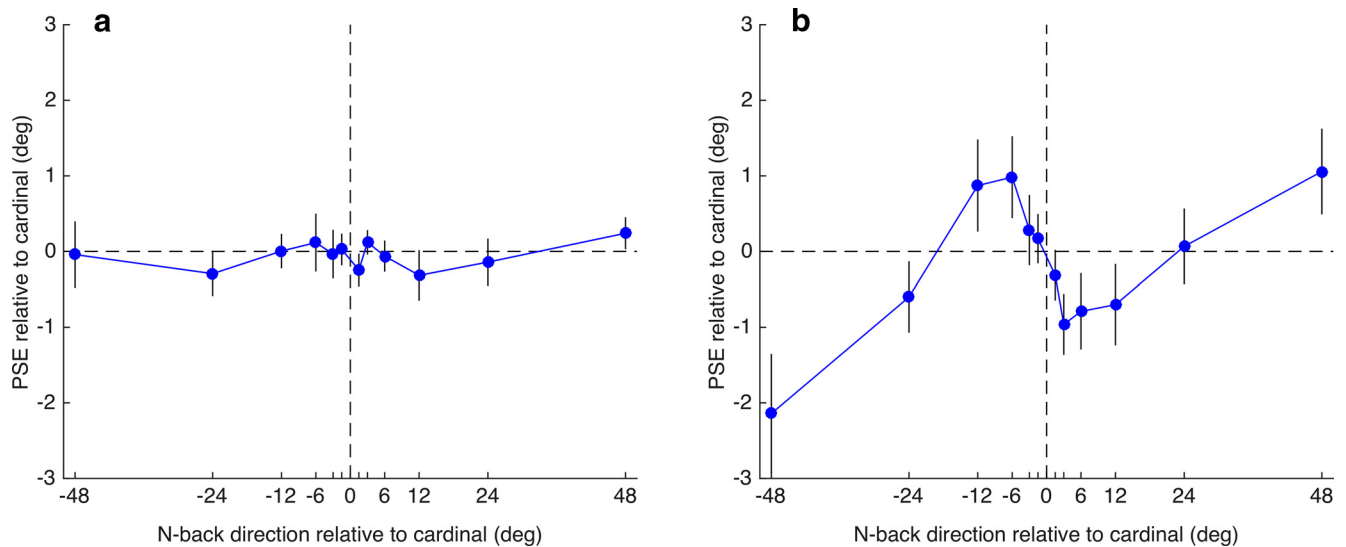 a
3
2
1
0
-1
-2
-3
PSE relative to cardinal (deg)
-48 -24 -12 -6 0 6 12 24 48
N-back direction relative to cardinal (deg)
b
3
2
1
0
-1
-2
-3
PSE relative to cardinal (deg)
-48 -24 -12 -6 0 6 12 24 48
N-back direction relative to cardinal (deg)